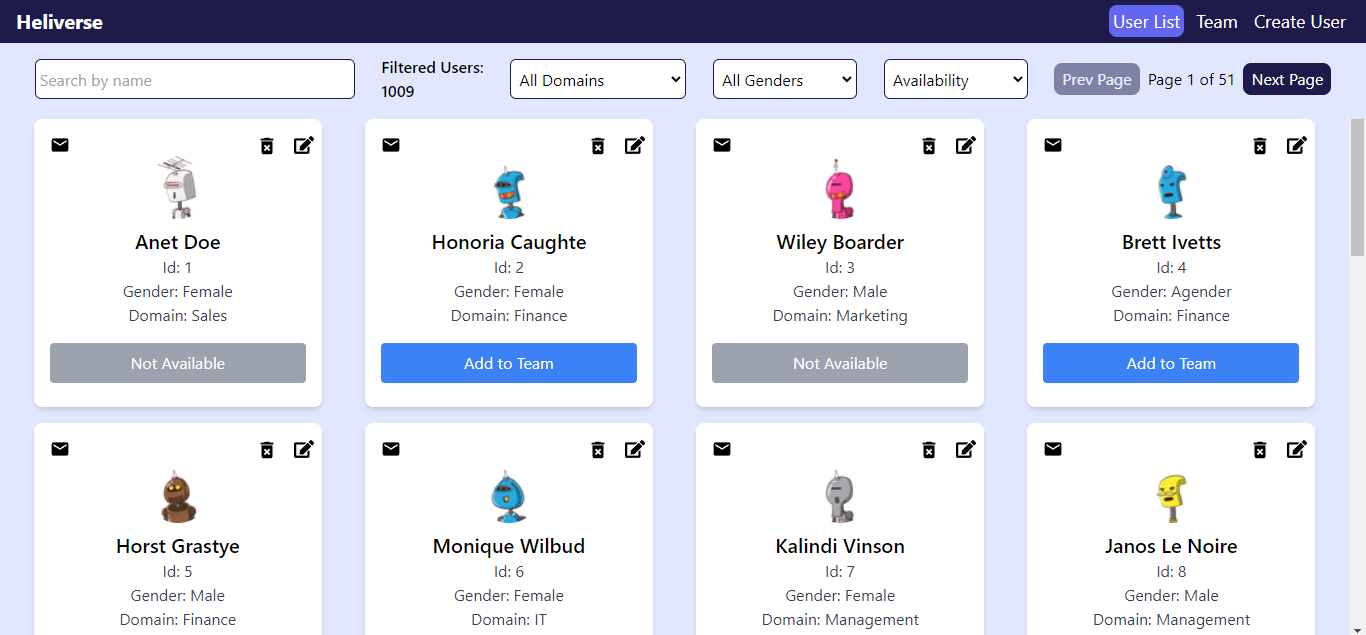 Heliverse
User List Team Create User
Search by name
Filtered Users:
1009
All Domains
All Genders
Availability
Prev Page Page 1 of 51 Next Page
Anet Doe
Id: 1
Gender: Female
Domain: Sales
Not Available
Honoria Caughte
Id: 2
Gender: Female
Domain: Finance
Add to Team
Wiley Boarder
Id: 3
Gender: Male
Domain: Marketing
Not Available
Brett Ivetts
Id: 4
Gender: Agender
Domain: Finance
Add to Team
Horst Grastye
Id: 5
Gender: Male
Domain: Finance
Monique Wilbud
Id: 6
Gender: Female
Domain: IT
Kalindi Vinson
Id: 7
Gender: Female
Domain: Management
Janos Le Noire
Id: 8
Gender: Male
Domain: Management